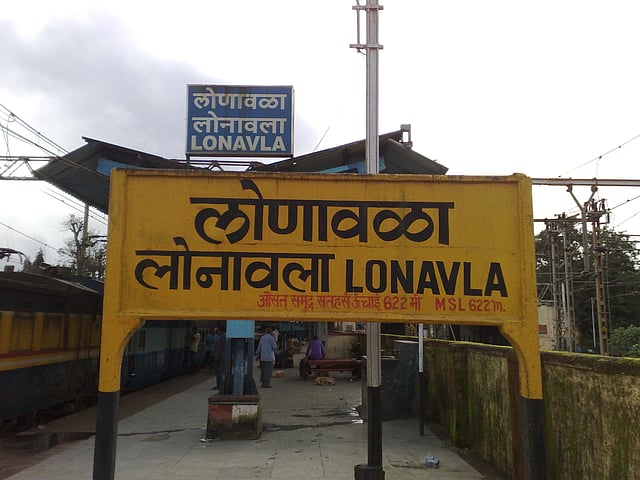 लोणावळा
लोनावला
LONAVLA
लोणावळा
लोनावला LONAVLA
औसत समुद्र सतहसे ऊँचाई 622 मी MSL 622 m.